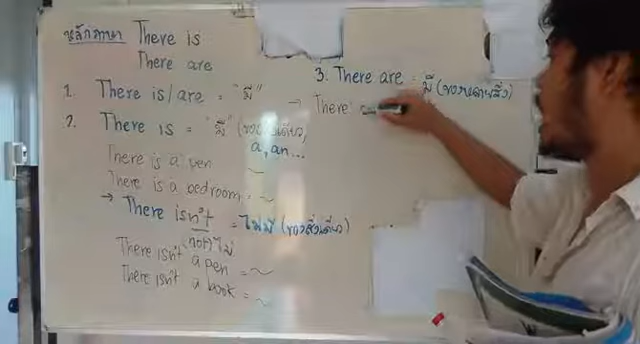 หลักภาษา There is
There are
1. There is/are = "มี"
2. There is = "มี" (ของสิ่งเดียว)
a, an...
There is a pen ~
There is a bedroom = ~
→ There isn't = ไม่มี (ของสิ่งเดียว)
(not) ไม่
There isn't a pen = ~
There isn't a book = ~
3. There are = มี (ของหลายสิ่ง)
→ There